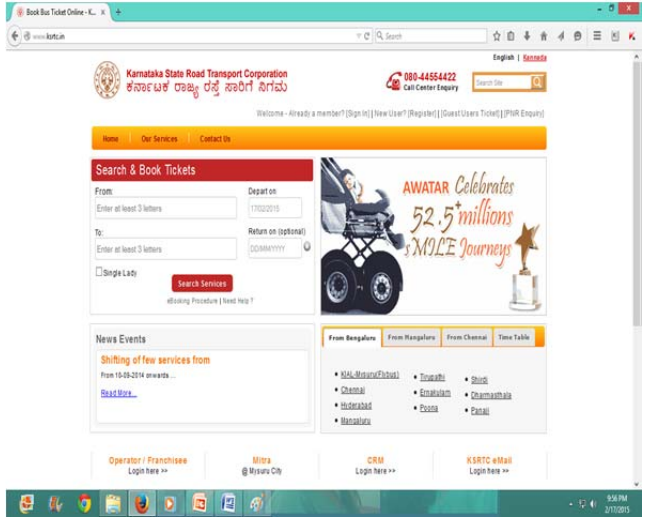 Book Bus Ticket Online - K...
www.ksrtc.in
Search
English | Kannada
Karnataka State Road Transport Corporation
ಕರ್ನಾಟಕ ರಾಜ್ಯ ರಸ್ತೆ ಸಾರಿಗೆ ನಿಗಮ
080-44554422
Call Center Enquiry
Search Site
Welcome - Already a member? [Sign In] | New User? [Register] | [Guest Users Ticket] | [PNR Enquiry]
Home Our Services Contact Us
Search & Book Tickets
From:
Depart on
Enter at least 3 letters
17/02/2015
To:
Return on (optional)
Enter at least 3 letters
DD/MM/YYYY
Single Lady
Search Services
eBooking Procedure | Need Help ?
AWATAR Celebrates
52.5+ millions
sMILE Journeys
News Events
Shifting of few services from
From 10-09-2014 onwards ...
Read More...
From Bengaluru From Mangaluru From Chennai Time Table
KIAL-Mysuru(Flybus)
Chennai
Hyderabad
Mangaluru
Tirupathi
Ernakulam
Poona
Shirdi
Dharmasthala
Panaji
Operator / Franchisee
Login here >>
Mitra
@ Mysuru City
CRM
Login here >>
KSRTC eMail
Login here >>
9:56 PM
2/17/2015